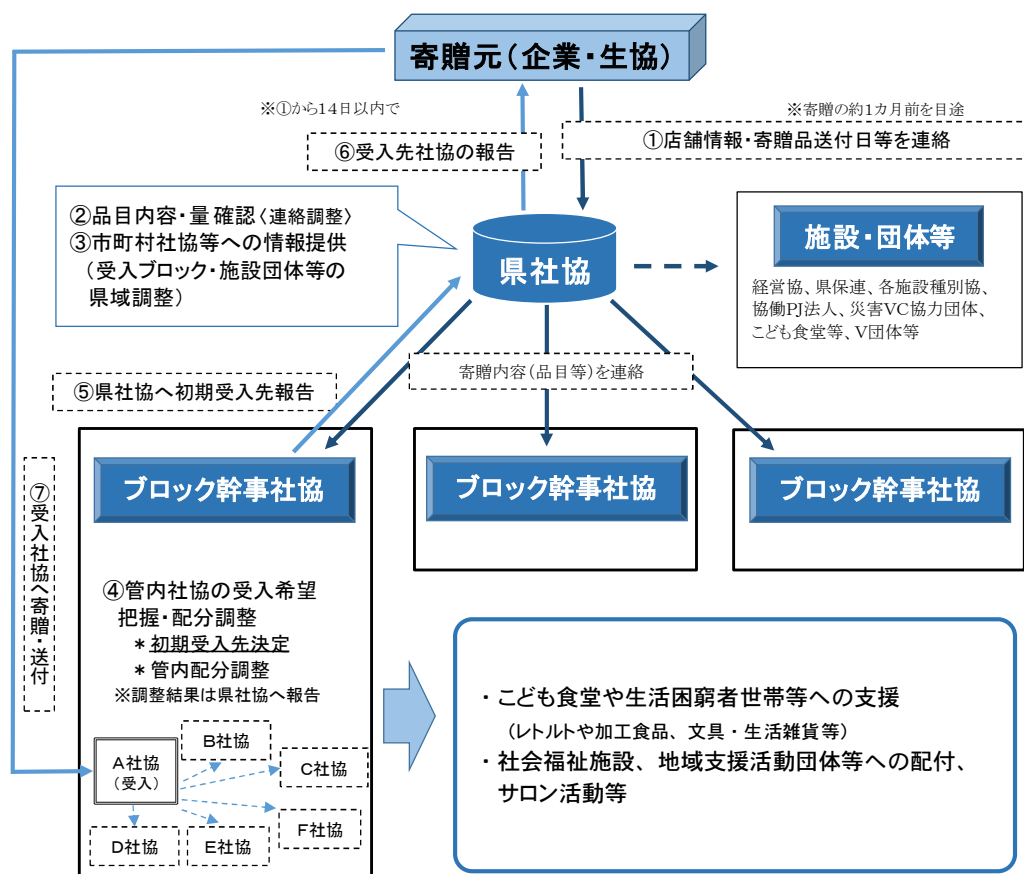 寄贈元（企業・生協）
※①から14日以内で
※寄贈の約1カ月前を目途
⑥受入先社協の報告
①店舗情報・寄贈品送付日等を連絡
②品目内容・量確認〈連絡調整〉
③市町村社協等への情報提供
（受入ブロック・施設団体等の
県域調整）
県社協
施設・団体等
経営協、県保連、各施設種別協、
協働PJ法人、災害VC協力団体、
こども食堂等、V団体等
寄贈内容（品目等）を連絡
⑤県社協へ初期受入先報告
⑦受入社協へ寄贈・送付
ブロック幹事社協
ブロック幹事社協
ブロック幹事社協
④管内社協の受入希望
把握・配分調整
＊初期受入先決定
＊管内配分調整
※調整結果は県社協へ報告
A社協
（受入）
B社協
C社協
D社協
E社協
F社協
・こども食堂や生活困窮者世帯等への支援
（レトルトや加工食品、文具・生活雑貨等）
・社会福祉施設、地域支援活動団体等への配付、
サロン活動等